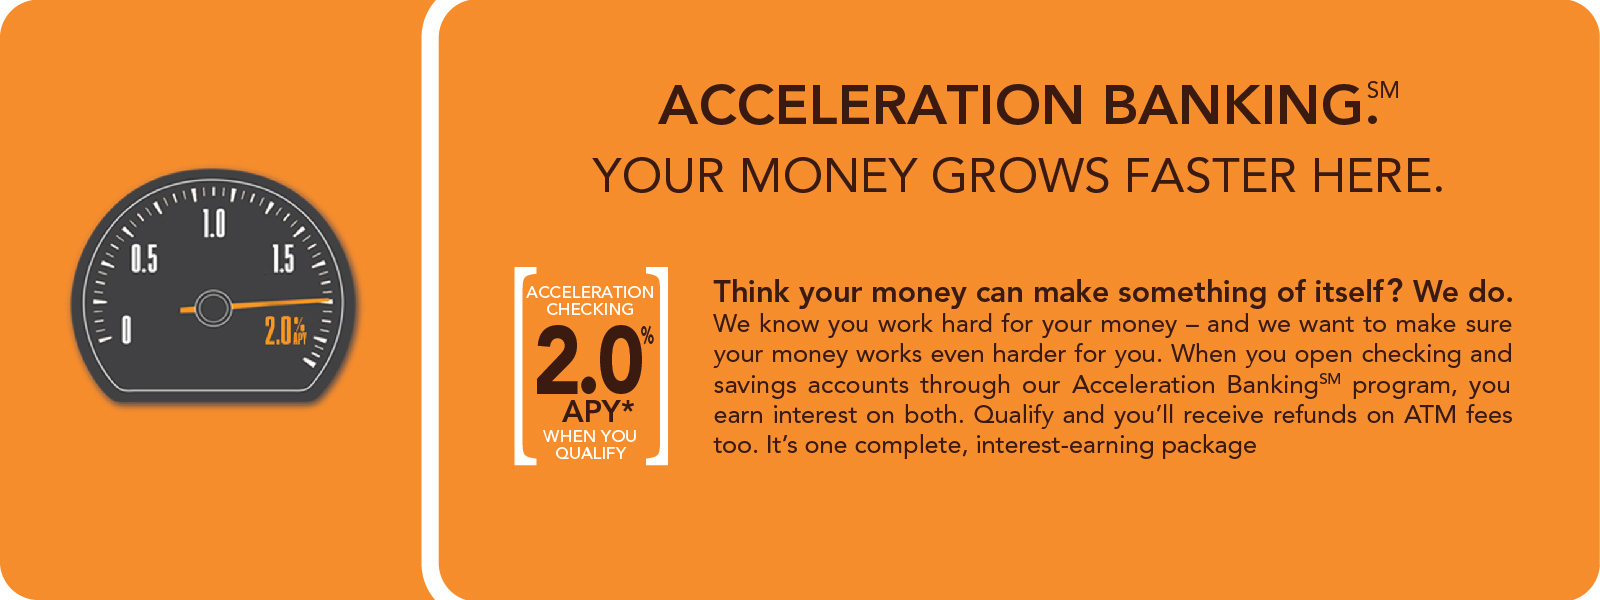 0
0.5
1.0
1.5
2.0% APY
ACCELERATION BANKING.SM
YOUR MONEY GROWS FASTER HERE.
ACCELERATION
CHECKING
2.0%
APY*
WHEN YOU
QUALIFY
Think your money can make something of itself? We do.
We know you work hard for your money – and we want to make sure
your money works even harder for you. When you open checking and
savings accounts through our Acceleration BankingSM program, you
earn interest on both. Qualify and you’ll receive refunds on ATM fees
too. It’s one complete, interest-earning package